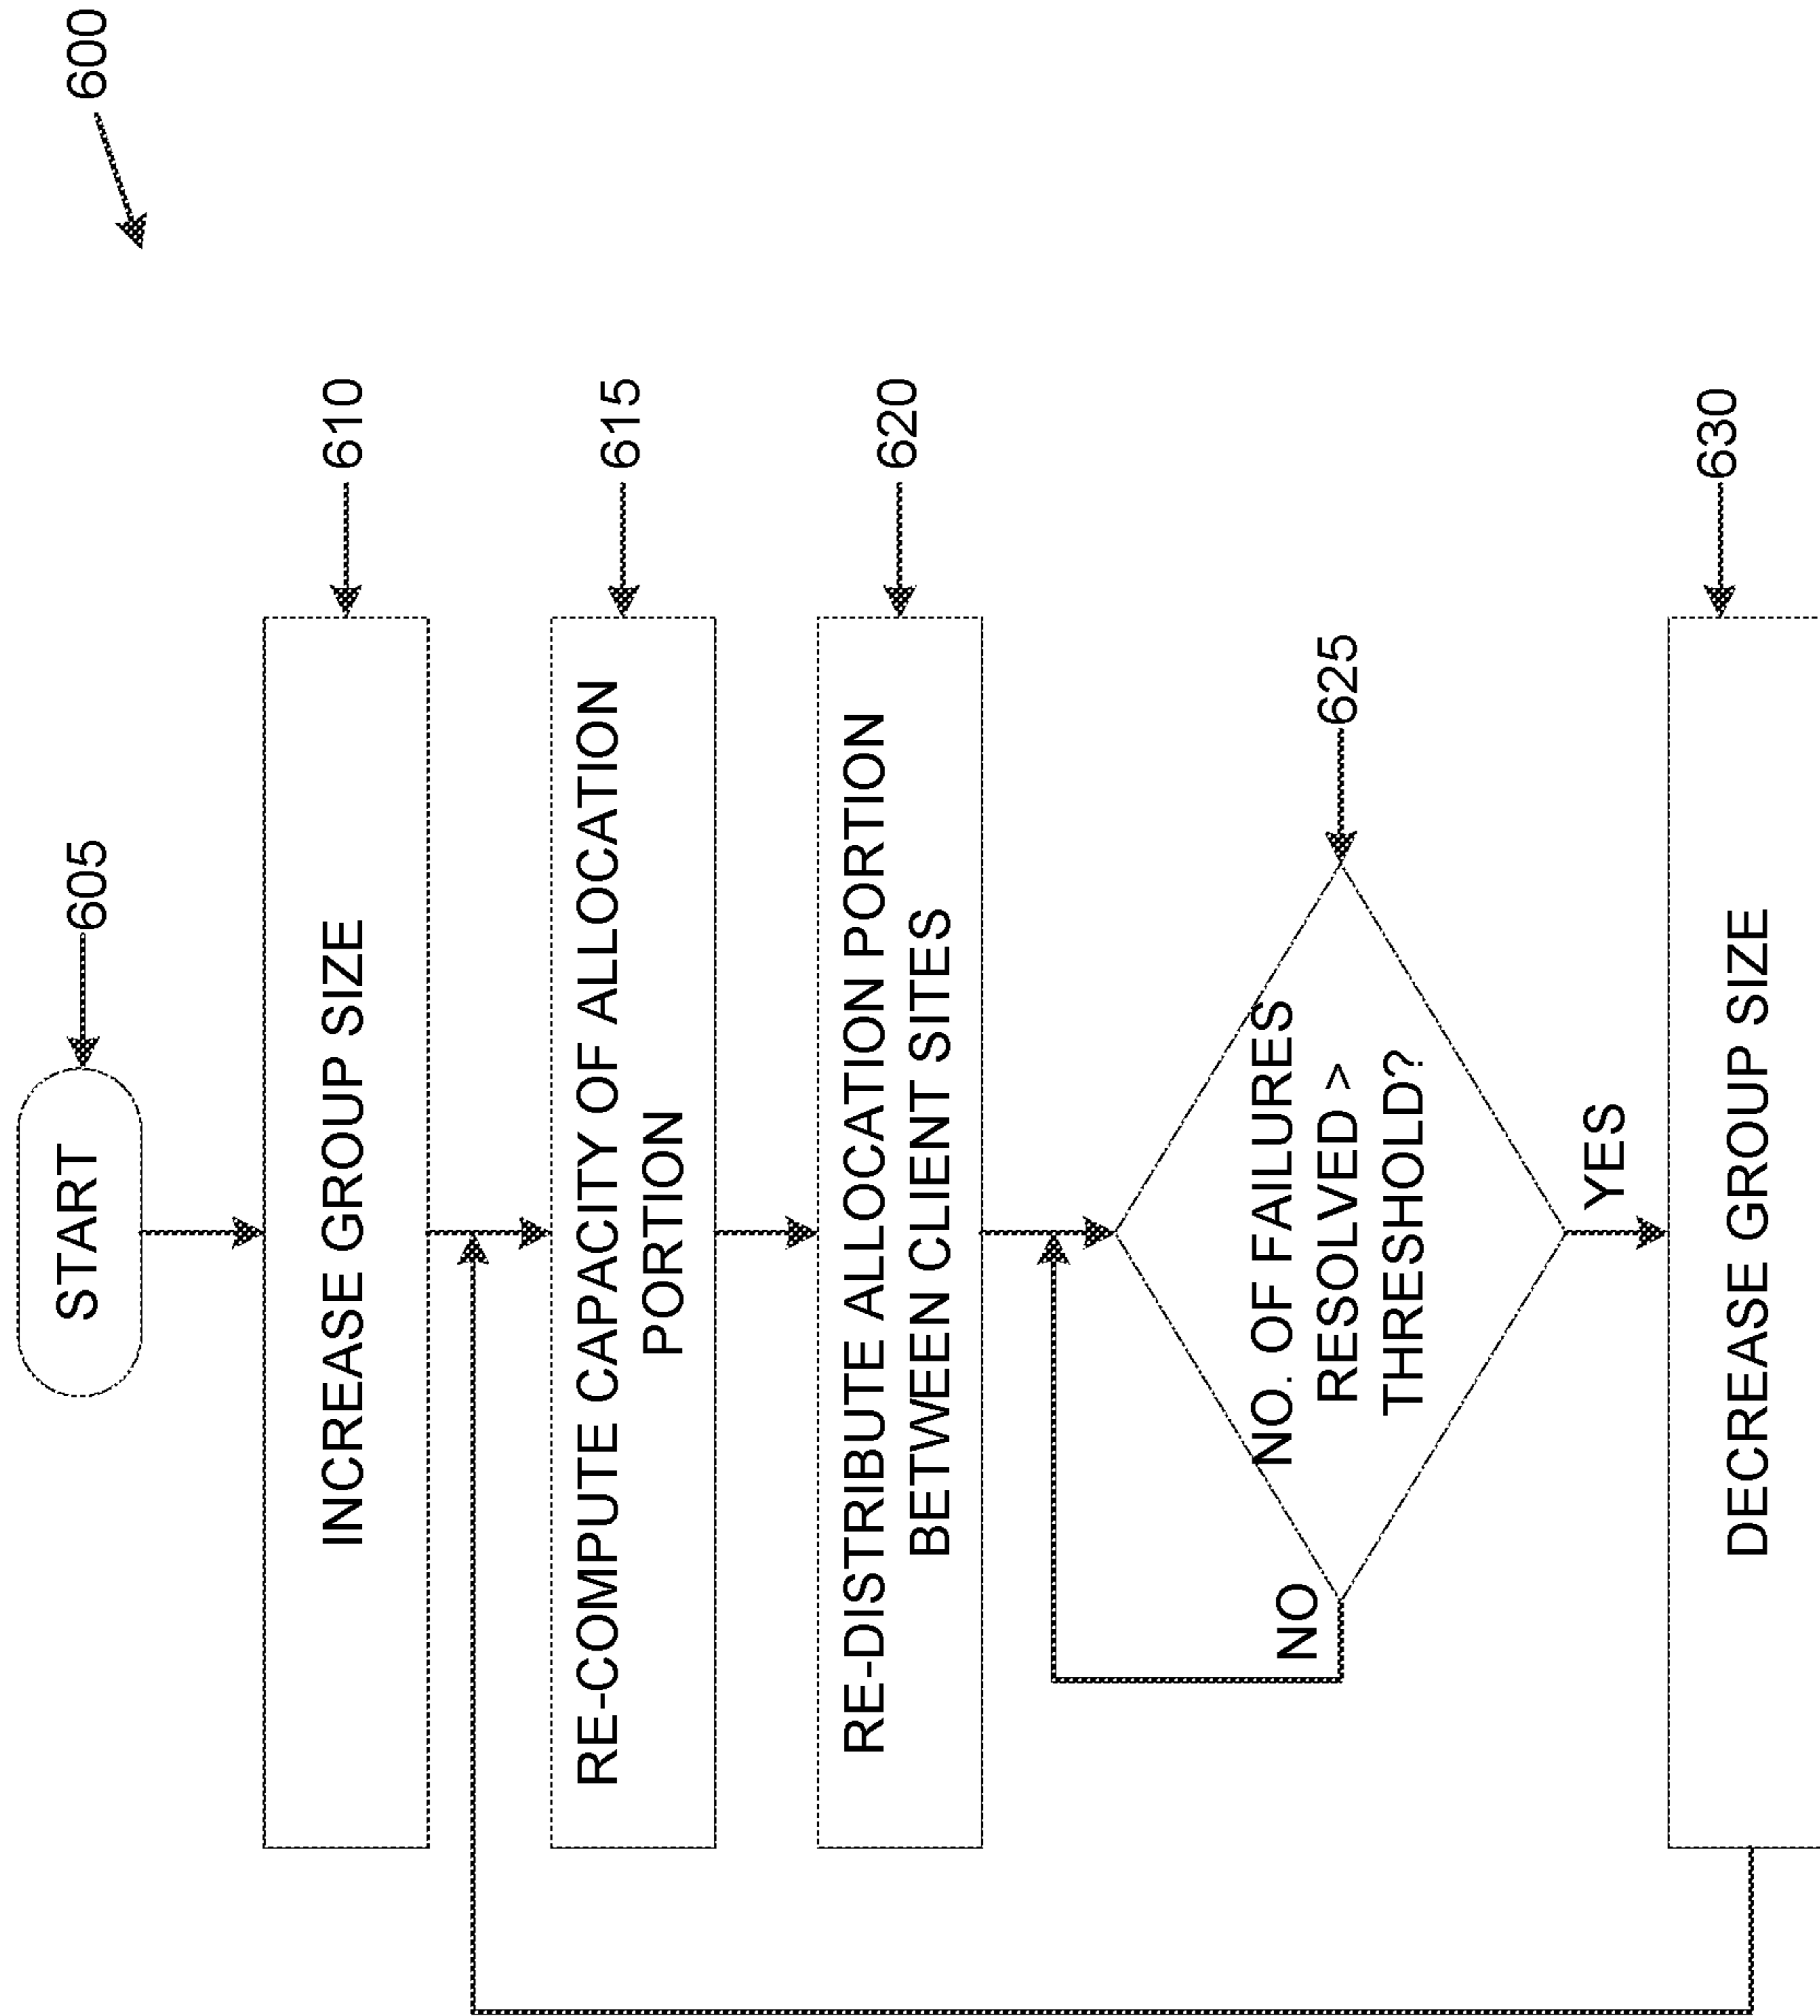 600
START
605
INCREASE GROUP SIZE
610
RE-COMPUTE CAPACITY OF ALLOCATION
PORTION
615
RE-DISTRIBUTE ALLOCATION PORTION
BETWEEN CLIENT SITES
620
NO. OF FAILURES
RESOLVED >
THRESHOLD?
625
NO
YES
DECREASE GROUP SIZE
630